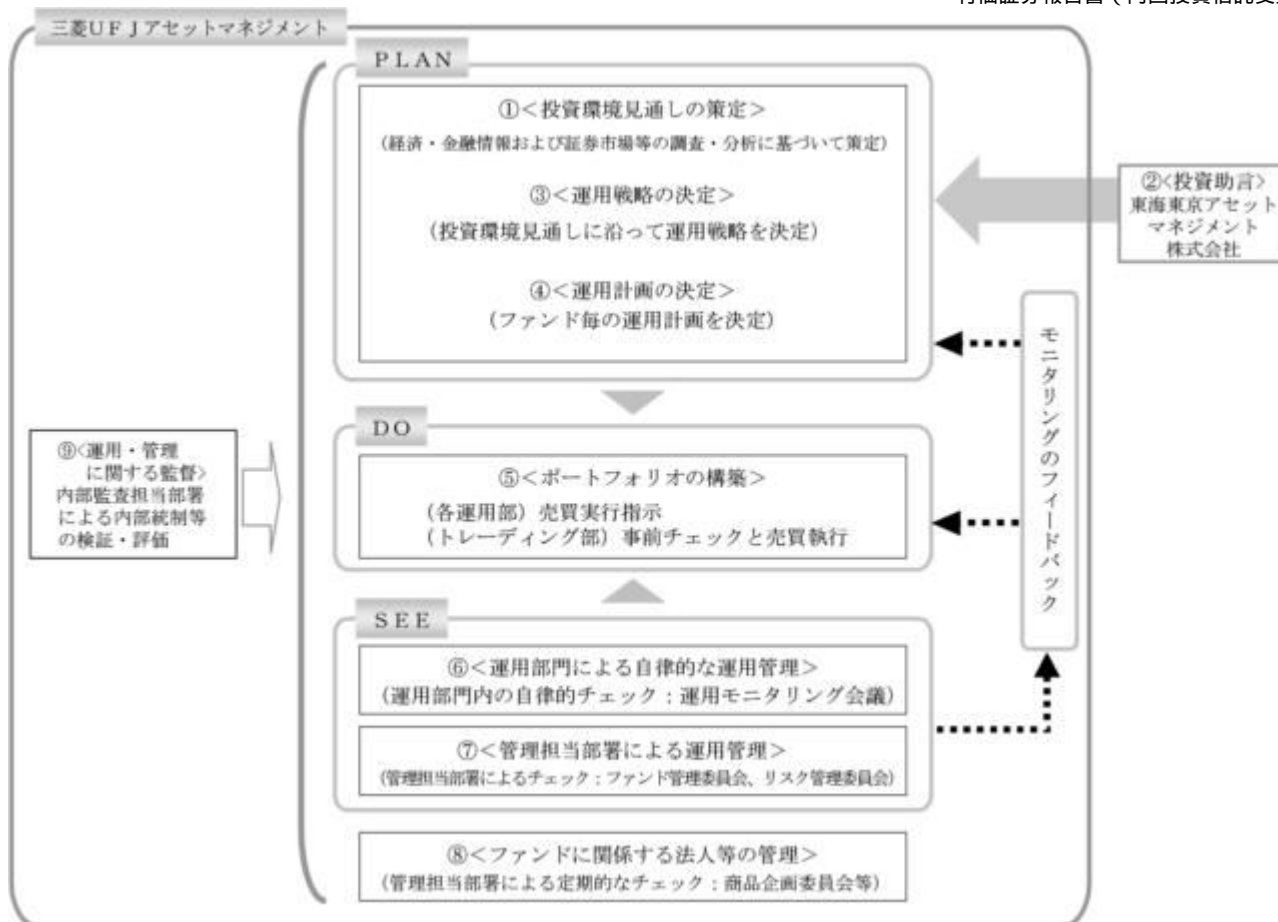 有価証券報告書(内国投資信託受
三菱UFJアセットマネジメント
PLAN
①<投資環境見通しの策定>
(経済・金融情報および証券市場等の調査・分析に基づいて策定)
③<運用戦略の決定>
(投資環境見通しに沿って運用戦略を決定)
④<運用計画の決定>
(ファンド毎の運用計画を決定)
②<投資助言>
東海東京アセット
マネジメント
株式会社
モニタリングのフィードバック
DO
⑤<ポートフォリオの構築>
(各運用部)売買実行指示
(トレーディング部)事前チェックと売買執行
⑨<運用・管理
に関する監督>
内部監査担当部署
による内部統制等
の検証・評価
SEE
⑥<運用部門による自律的な運用管理>
(運用部門内の自律的チェック:運用モニタリング会議)
⑦<管理担当部署による運用管理>
(管理担当部署によるチェック:ファンド管理委員会、リスク管理委員会)
⑧<ファンドに関係する法人等の管理>
(管理担当部署による定期的なチェック:商品企画委員会等)